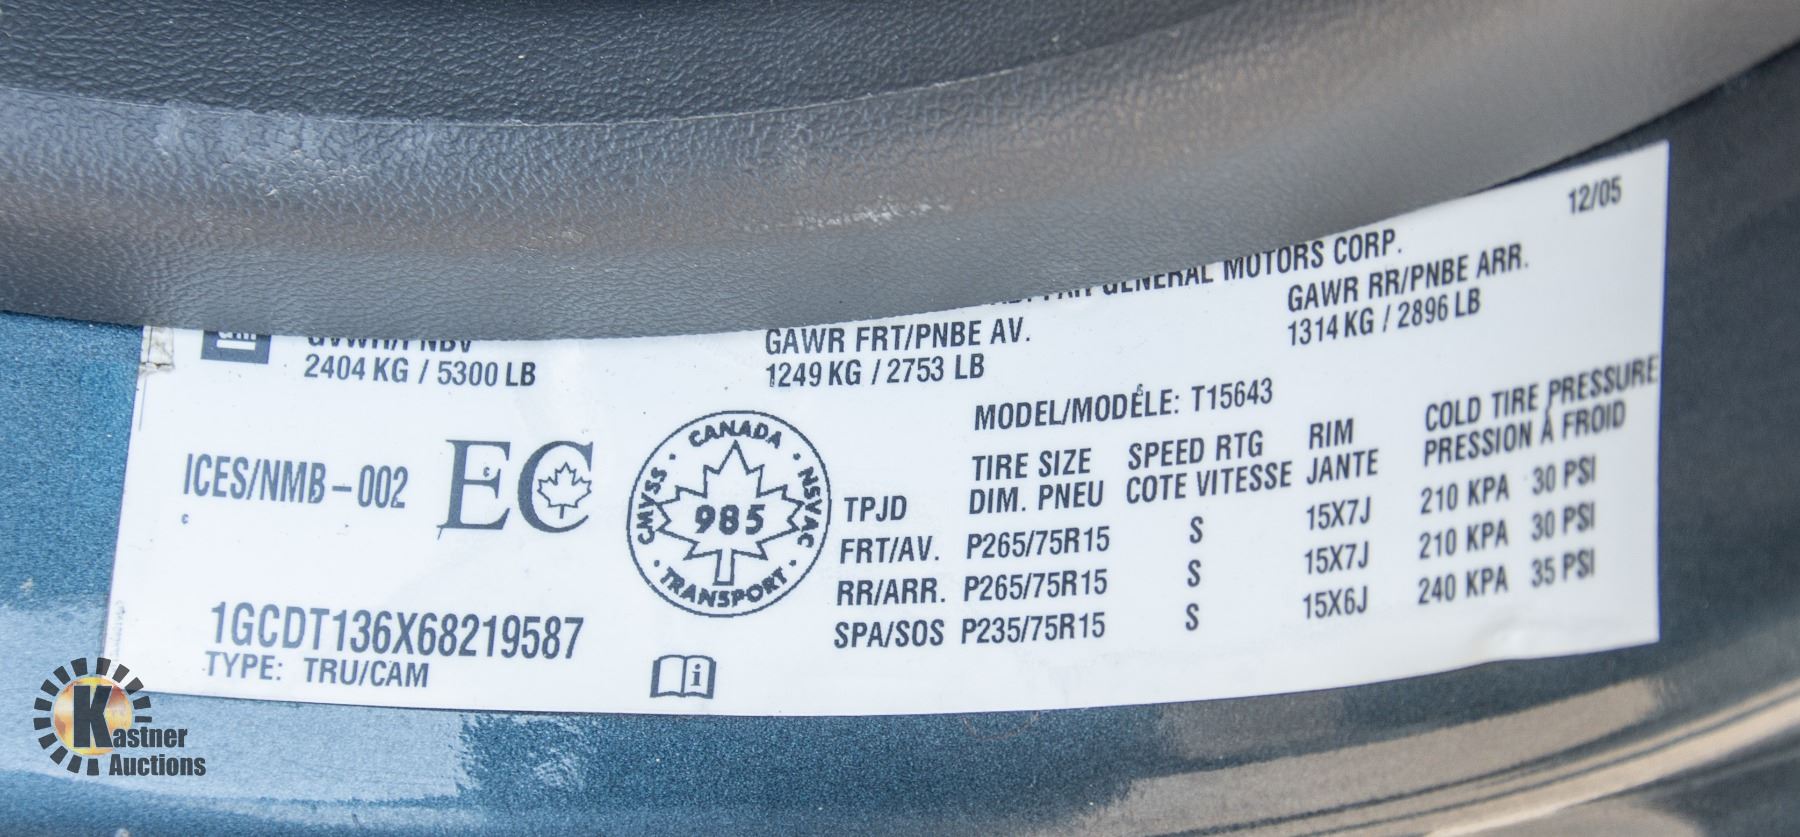 12/05
GENERAL MOTORS CORP.
GVWR/PNBV
2404 KG / 5300 LB
GAWR FRT/PNBE AV.
1249 KG / 2753 LB
GAWR RR/PNBE ARR.
1314 KG / 2896 LB
MODEL/MODÈLE: T15643
ICES/NMB-002
EC
CANADA
CMVSS
NSVAC
985
TRANSPORT
TPJD
TIRE SIZE SPEED RTG RIM COLD TIRE PRESSURE
DIM. PNEU COTE VITESSE JANTE PRESSION À FROID
FRT/AV. P265/75R15 S 15X7J 210 KPA 30 PSI
RR/ARR. P265/75R15 S 15X7J 210 KPA 30 PSI
SPA/SOS P235/75R15 S 15X6J 240 KPA 35 PSI
1GCDT136X68219587
TYPE: TRU/CAM
i
Kastner
Auctions